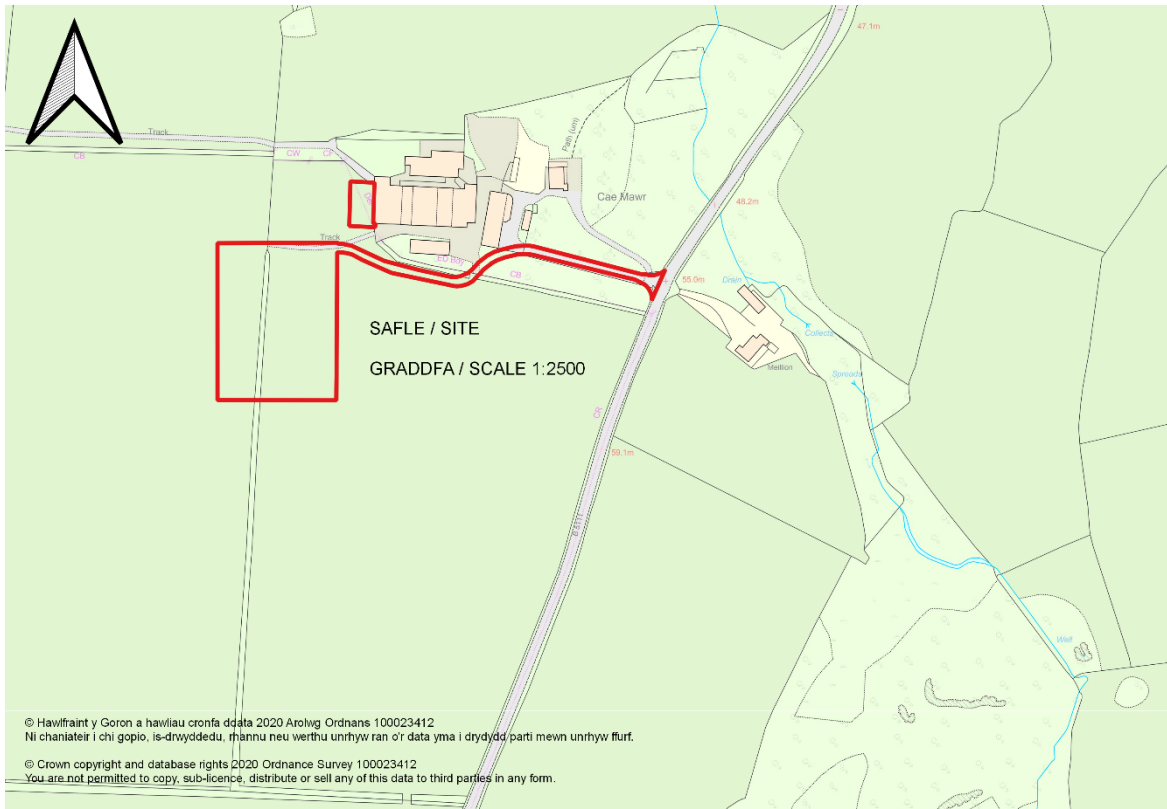 47.1m
Track
CB
CW
CF
Path (um)
Cae Mawr
48.2m
Track
ED Bdy
CB
55.0m
Drain
Collects
Meillion
Spreads
SAFLE / SITE
GRADDFA / SCALE 1:2500
CR
59.1m
B 5111
Well
© Hawlfraint y Goron a hawliau cronfa ddata 2020 Arolwg Ordnans 100023412
Ni chaniateir i chi gopio, is-drwyddedu, rhannu neu werthu unrhyw ran o'r data yma i drydydd parti mewn unrhyw ffurf.
© Crown copyright and database rights 2020 Ordnance Survey 100023412
You are not permitted to copy, sub-licence, distribute or sell any of this data to third parties in any form.